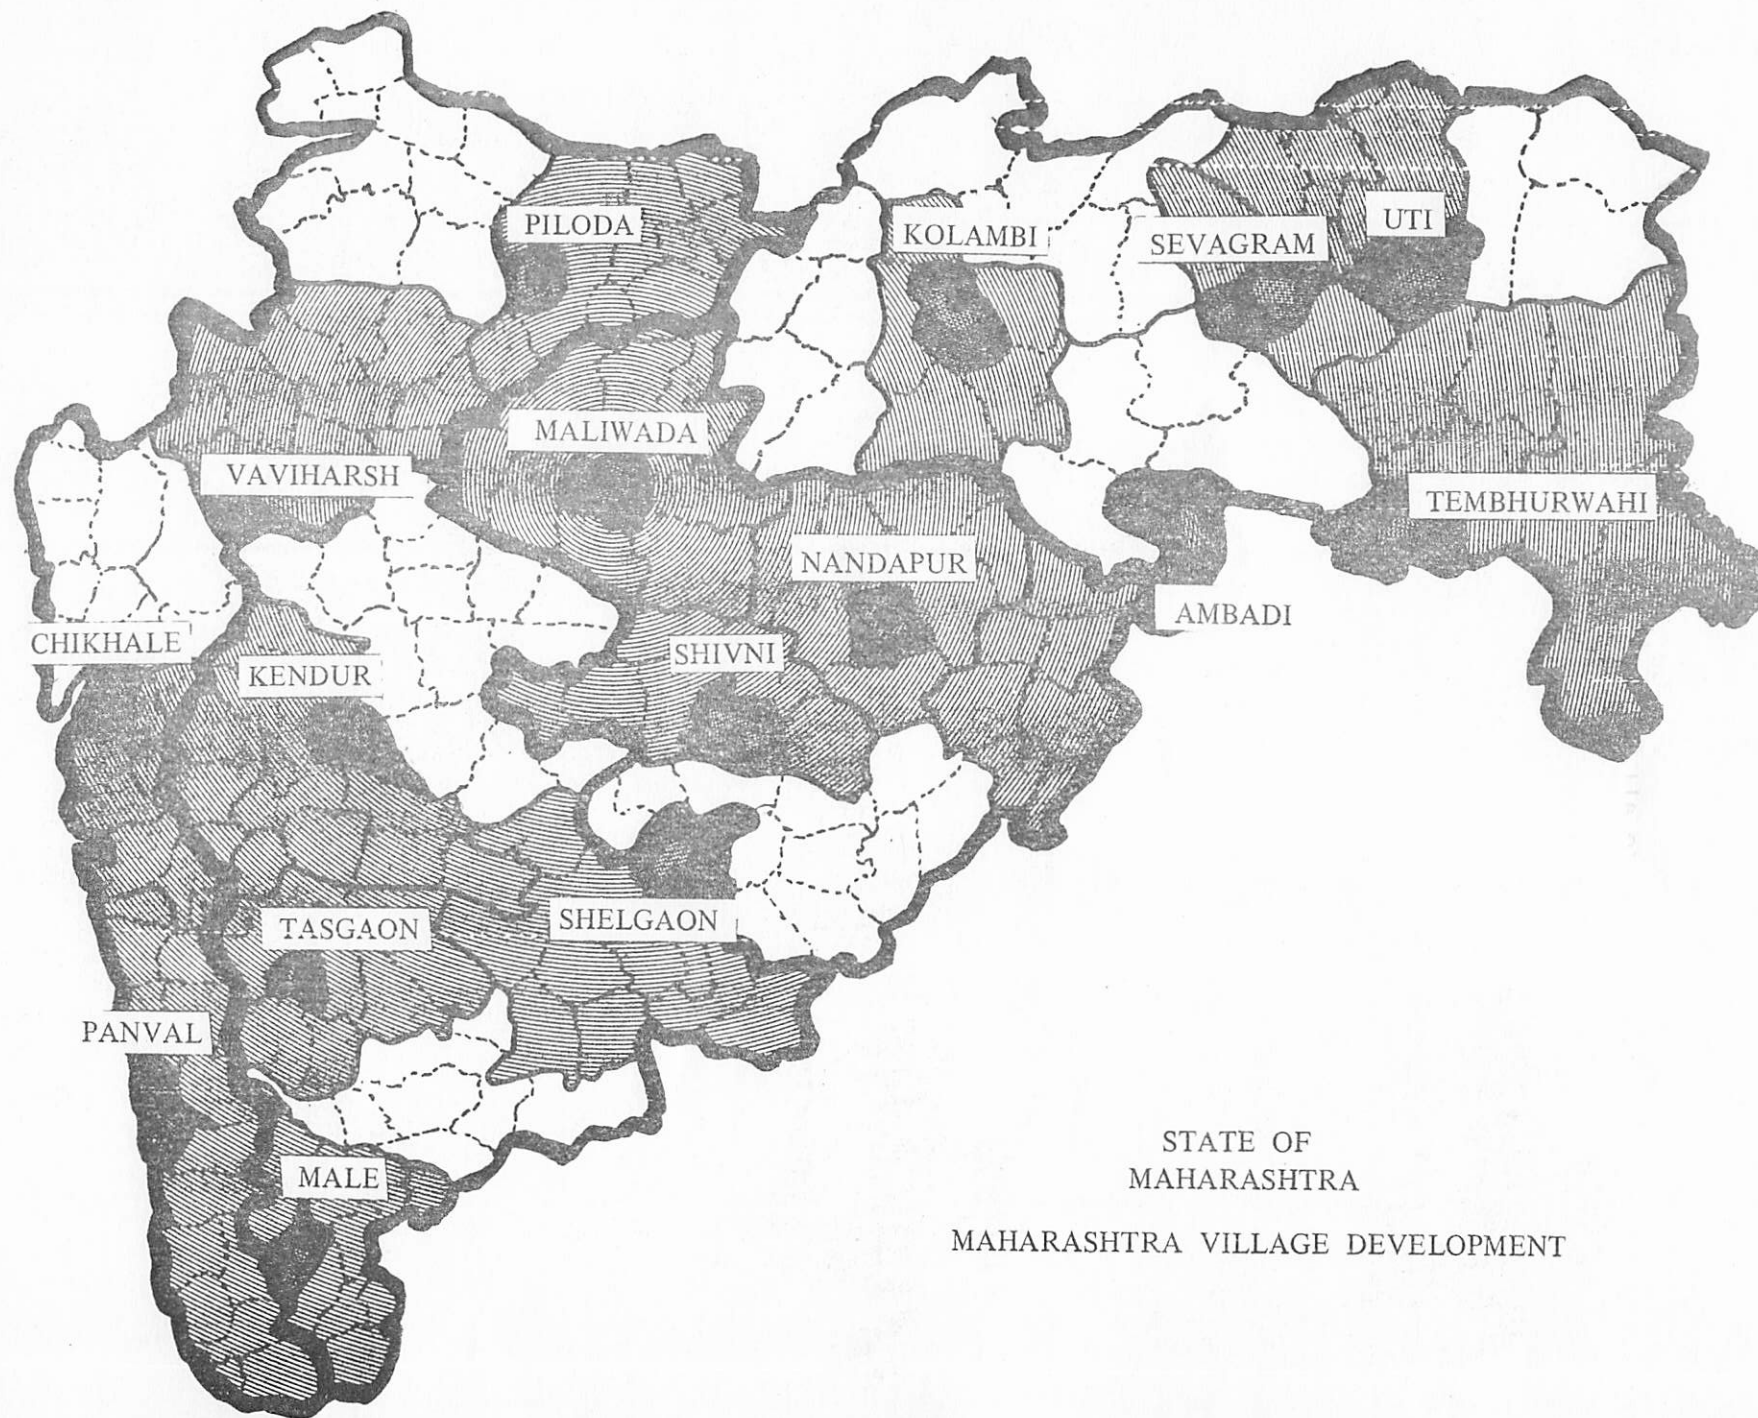 PILODA
KOLAMBI
SEVAGRAM
UTI
MALIWADA
VAVIHARSH
TEMBHURWAHI
NANDAPUR
AMBADI
CHIKHALE
KENDUR
SHIVNI
TASGAON
SHELGAON
PANVAL
MALE
STATE OF
MAHARASHTRA
MAHARASHTRA VILLAGE DEVELOPMENT